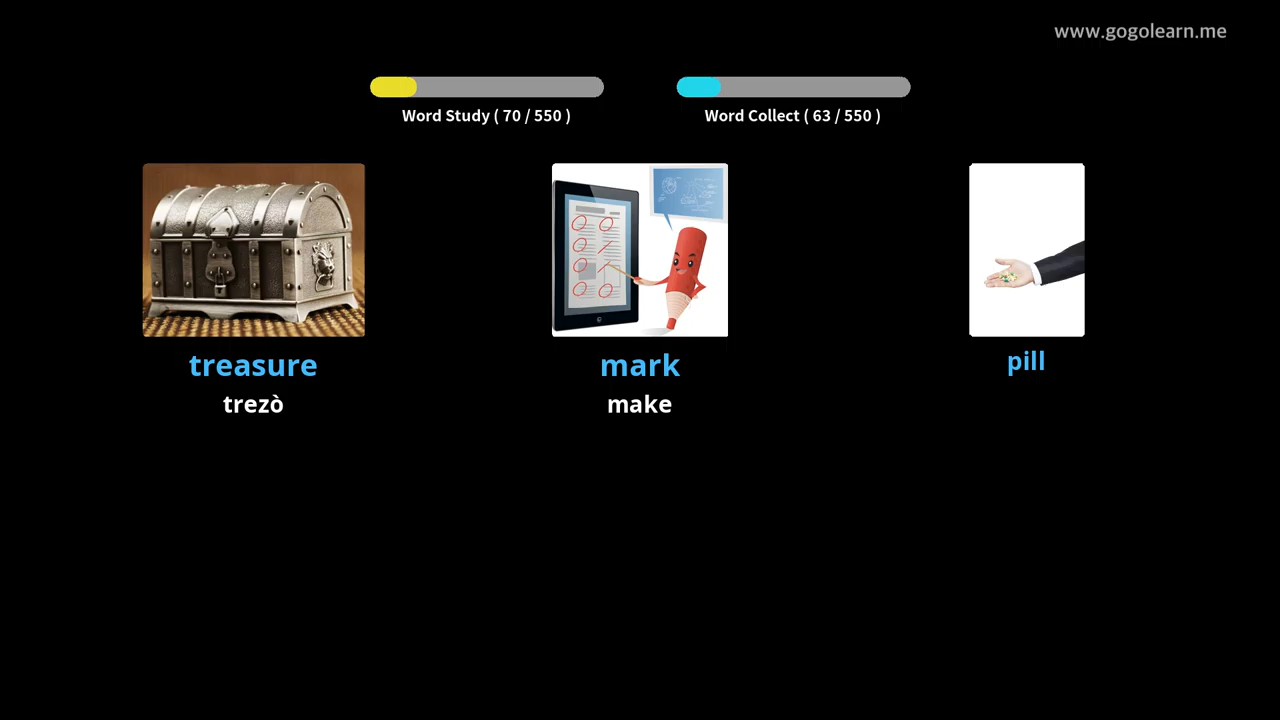 www.gogolearn.me
Word Study ( 70 / 550 )
Word Collect ( 63 / 550 )
treasure
trezò
mark
make
pill